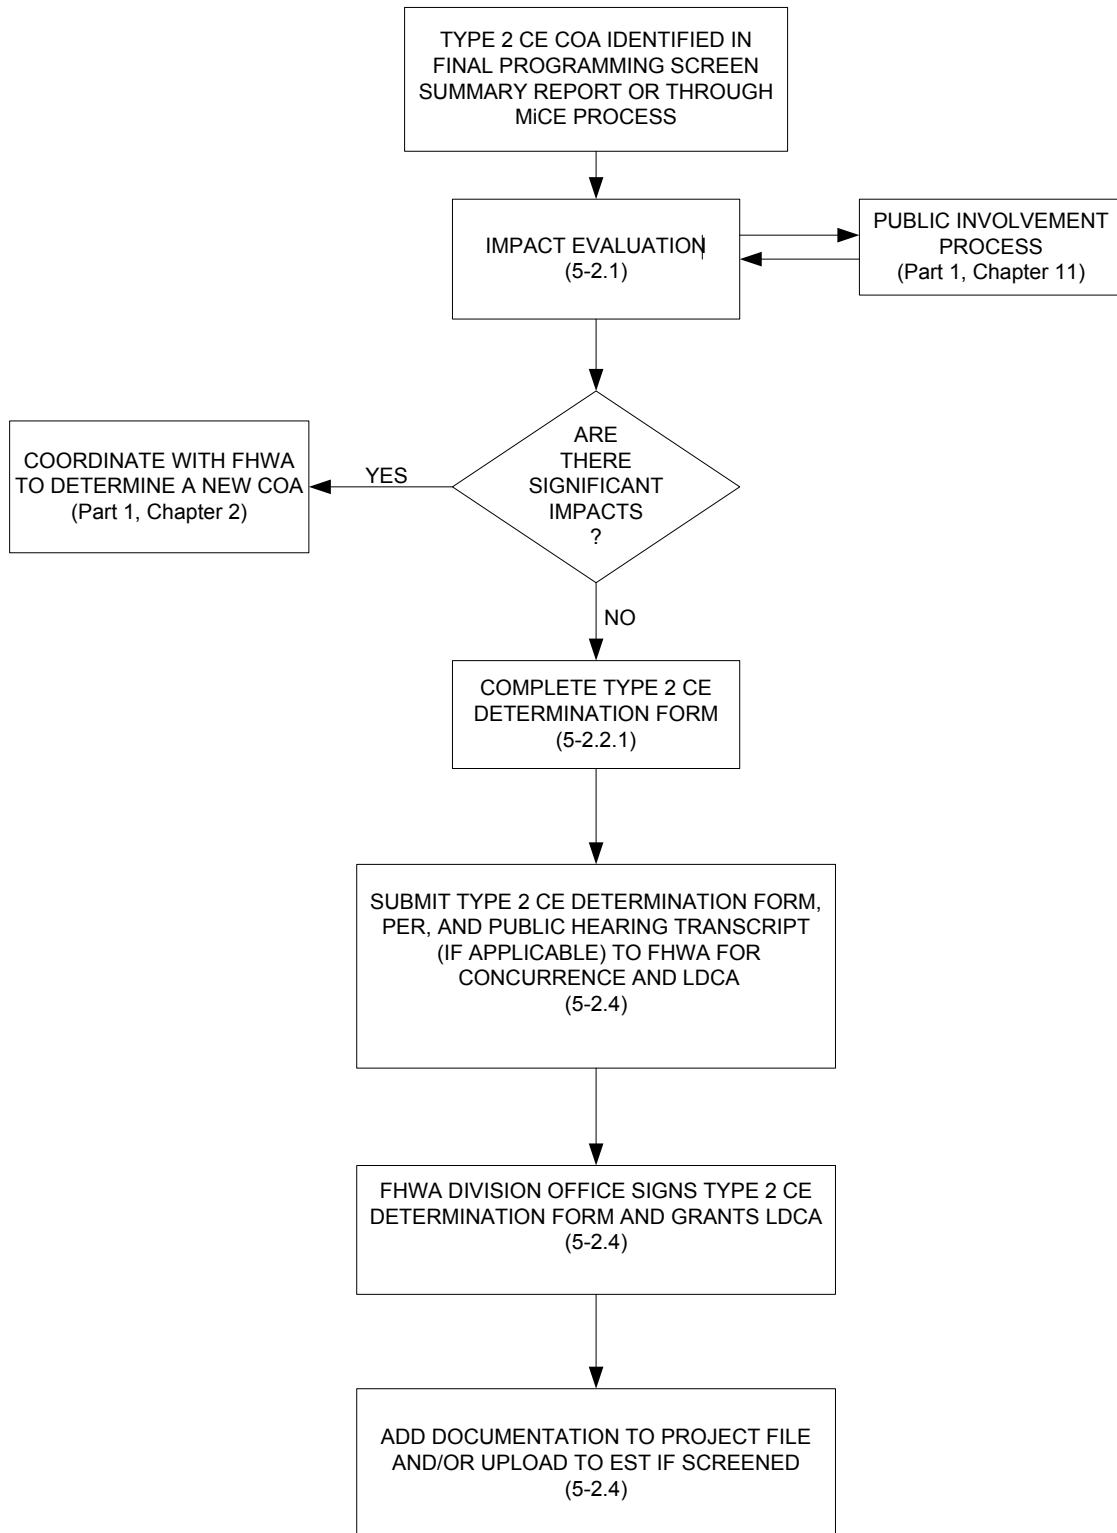 TYPE 2 CE COA IDENTIFIED IN
FINAL PROGRAMMING SCREEN
SUMMARY REPORT OR THROUGH
MiCE PROCESS
IMPACT EVALUATION
(5-2.1)
PUBLIC INVOLVEMENT
PROCESS
(Part 1, Chapter 11)
ARE
THERE
SIGNIFICANT
IMPACTS
?
YES
COORDINATE WITH FHWA
TO DETERMINE A NEW COA
(Part 1, Chapter 2)
NO
COMPLETE TYPE 2 CE
DETERMINATION FORM
(5-2.2.1)
SUBMIT TYPE 2 CE DETERMINATION FORM,
PER, AND PUBLIC HEARING TRANSCRIPT
(IF APPLICABLE) TO FHWA FOR
CONCURRENCE AND LDCA
(5-2.4)
FHWA DIVISION OFFICE SIGNS TYPE 2 CE
DETERMINATION FORM AND GRANTS LDCA
(5-2.4)
ADD DOCUMENTATION TO PROJECT FILE
AND/OR UPLOAD TO EST IF SCREENED
(5-2.4)